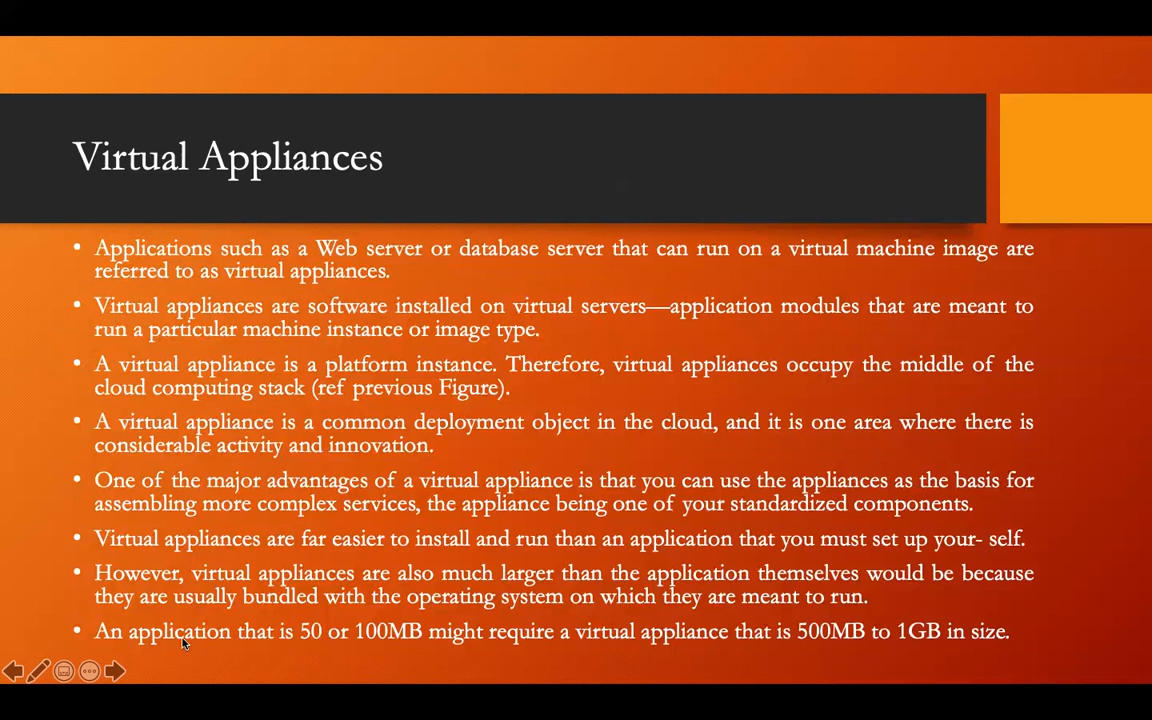 Virtual Appliances
• Applications such as a Web server or database server that can run on a virtual machine image are
referred to as virtual appliances.
• Virtual appliances are software installed on virtual servers—application modules that are meant to
run a particular machine instance or image type.
• A virtual appliance is a platform instance. Therefore, virtual appliances occupy the middle of the
cloud computing stack (ref previous Figure).
• A virtual appliance is a common deployment object in the cloud, and it is one area where there is
considerable activity and innovation.
• One of the major advantages of a virtual appliance is that you can use the appliances as the basis for
assembling more complex services, the appliance being one of your standardized components.
• Virtual appliances are far easier to install and run than an application that you must set up your- self.
• However, virtual appliances are also much larger than the application themselves would be because
they are usually bundled with the operating system on which they are meant to run.
• An application that is 50 or 100MB might require a virtual appliance that is 500MB to 1GB in size.